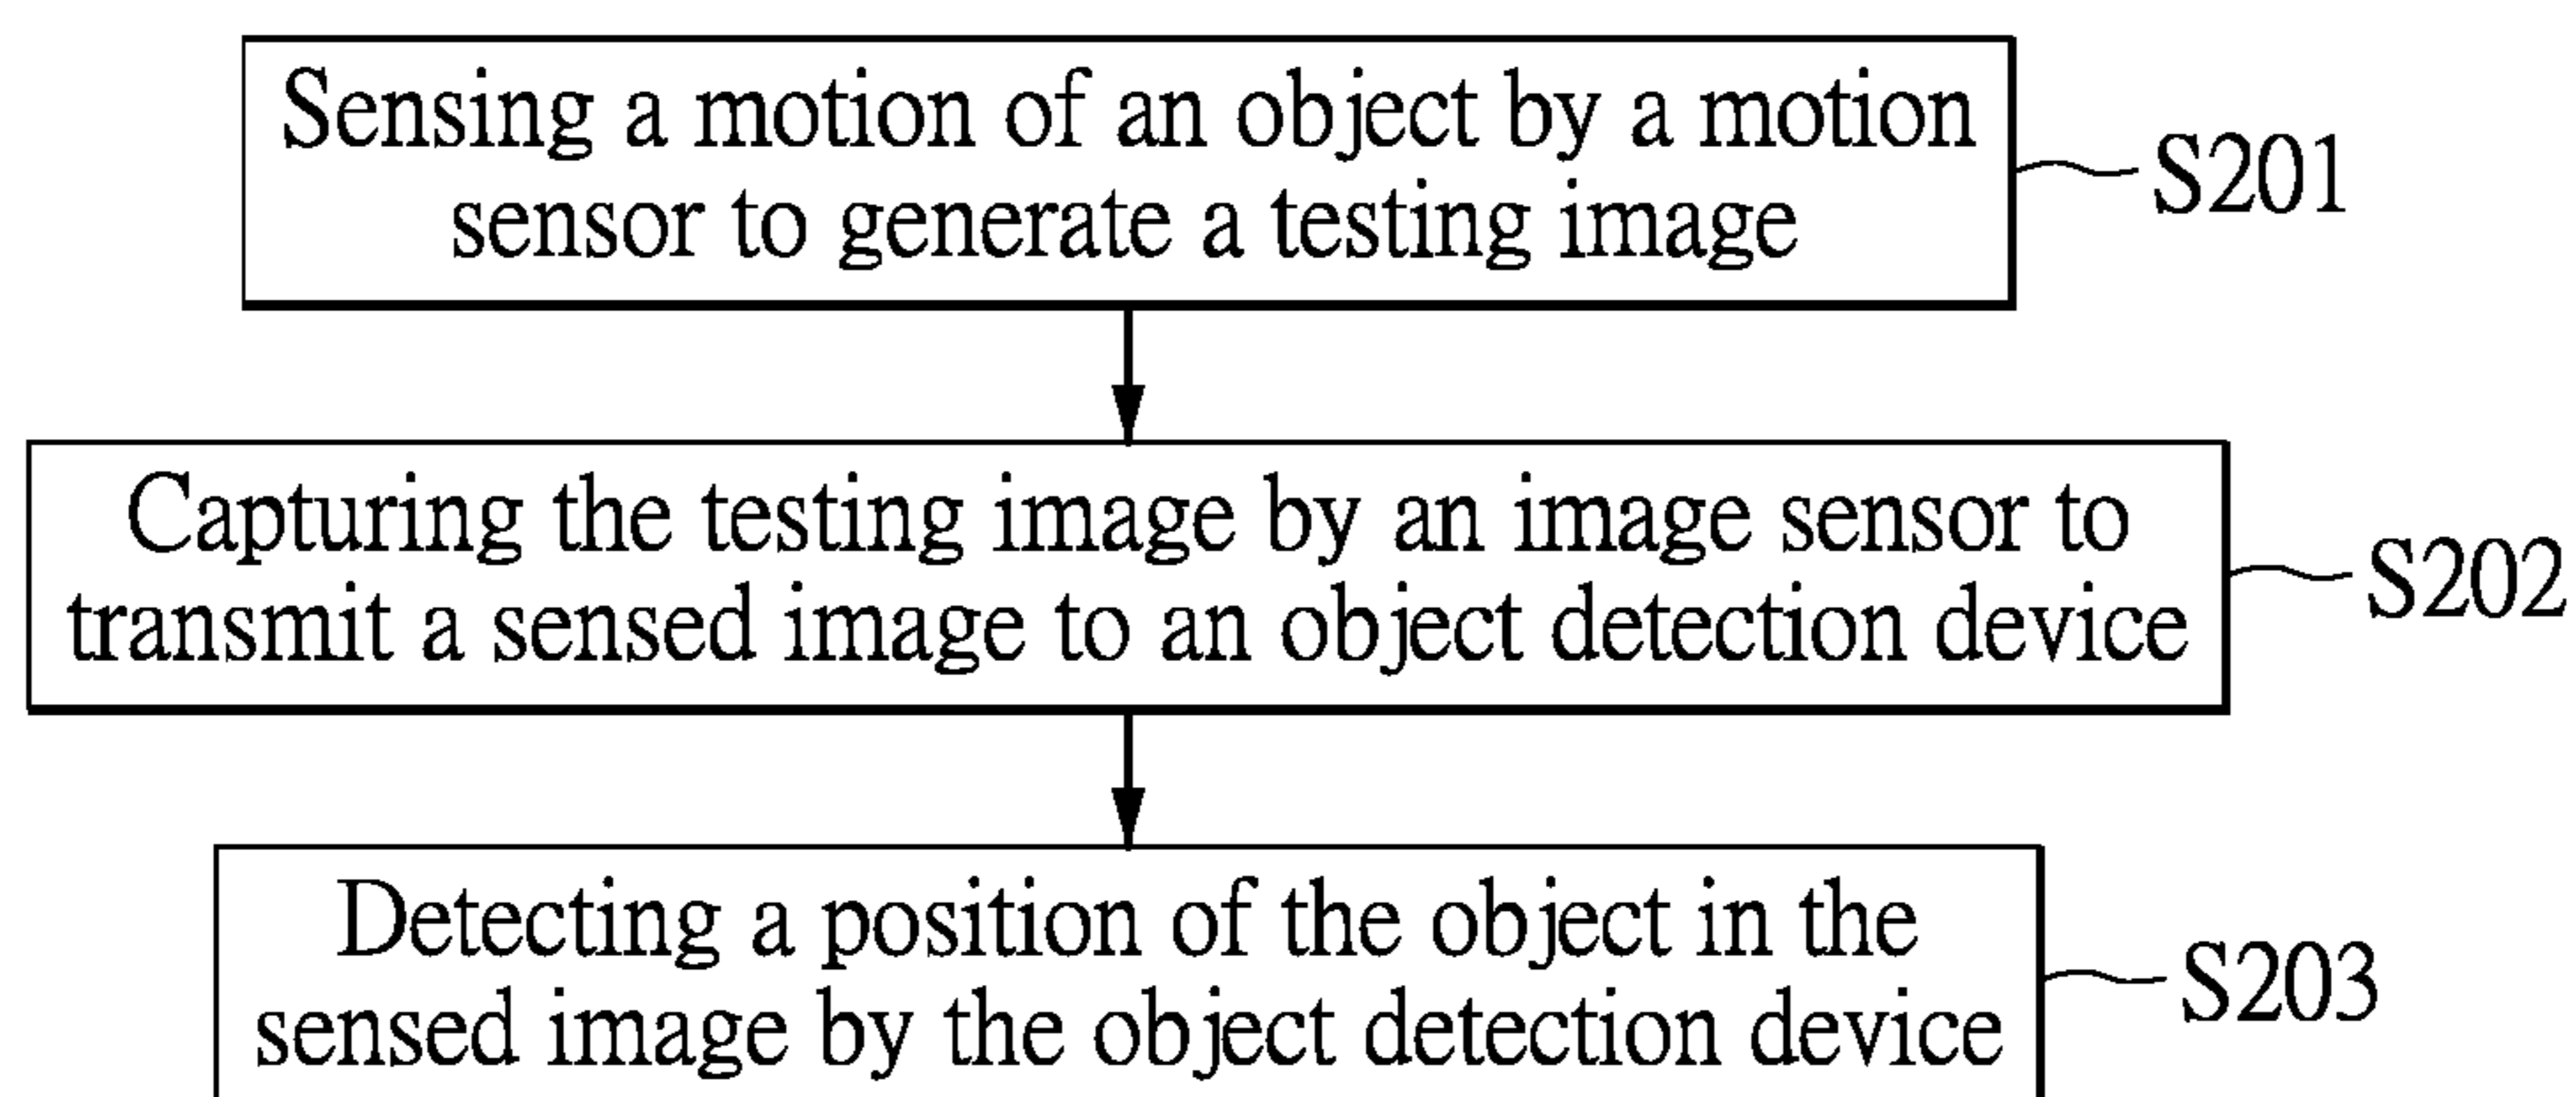 Sensing a motion of an object by a motion
sensor to generate a testing image
S201
Capturing the testing image by an image sensor to
transmit a sensed image to an object detection device
S202
Detecting a position of the object in the
sensed image by the object detection device
S203